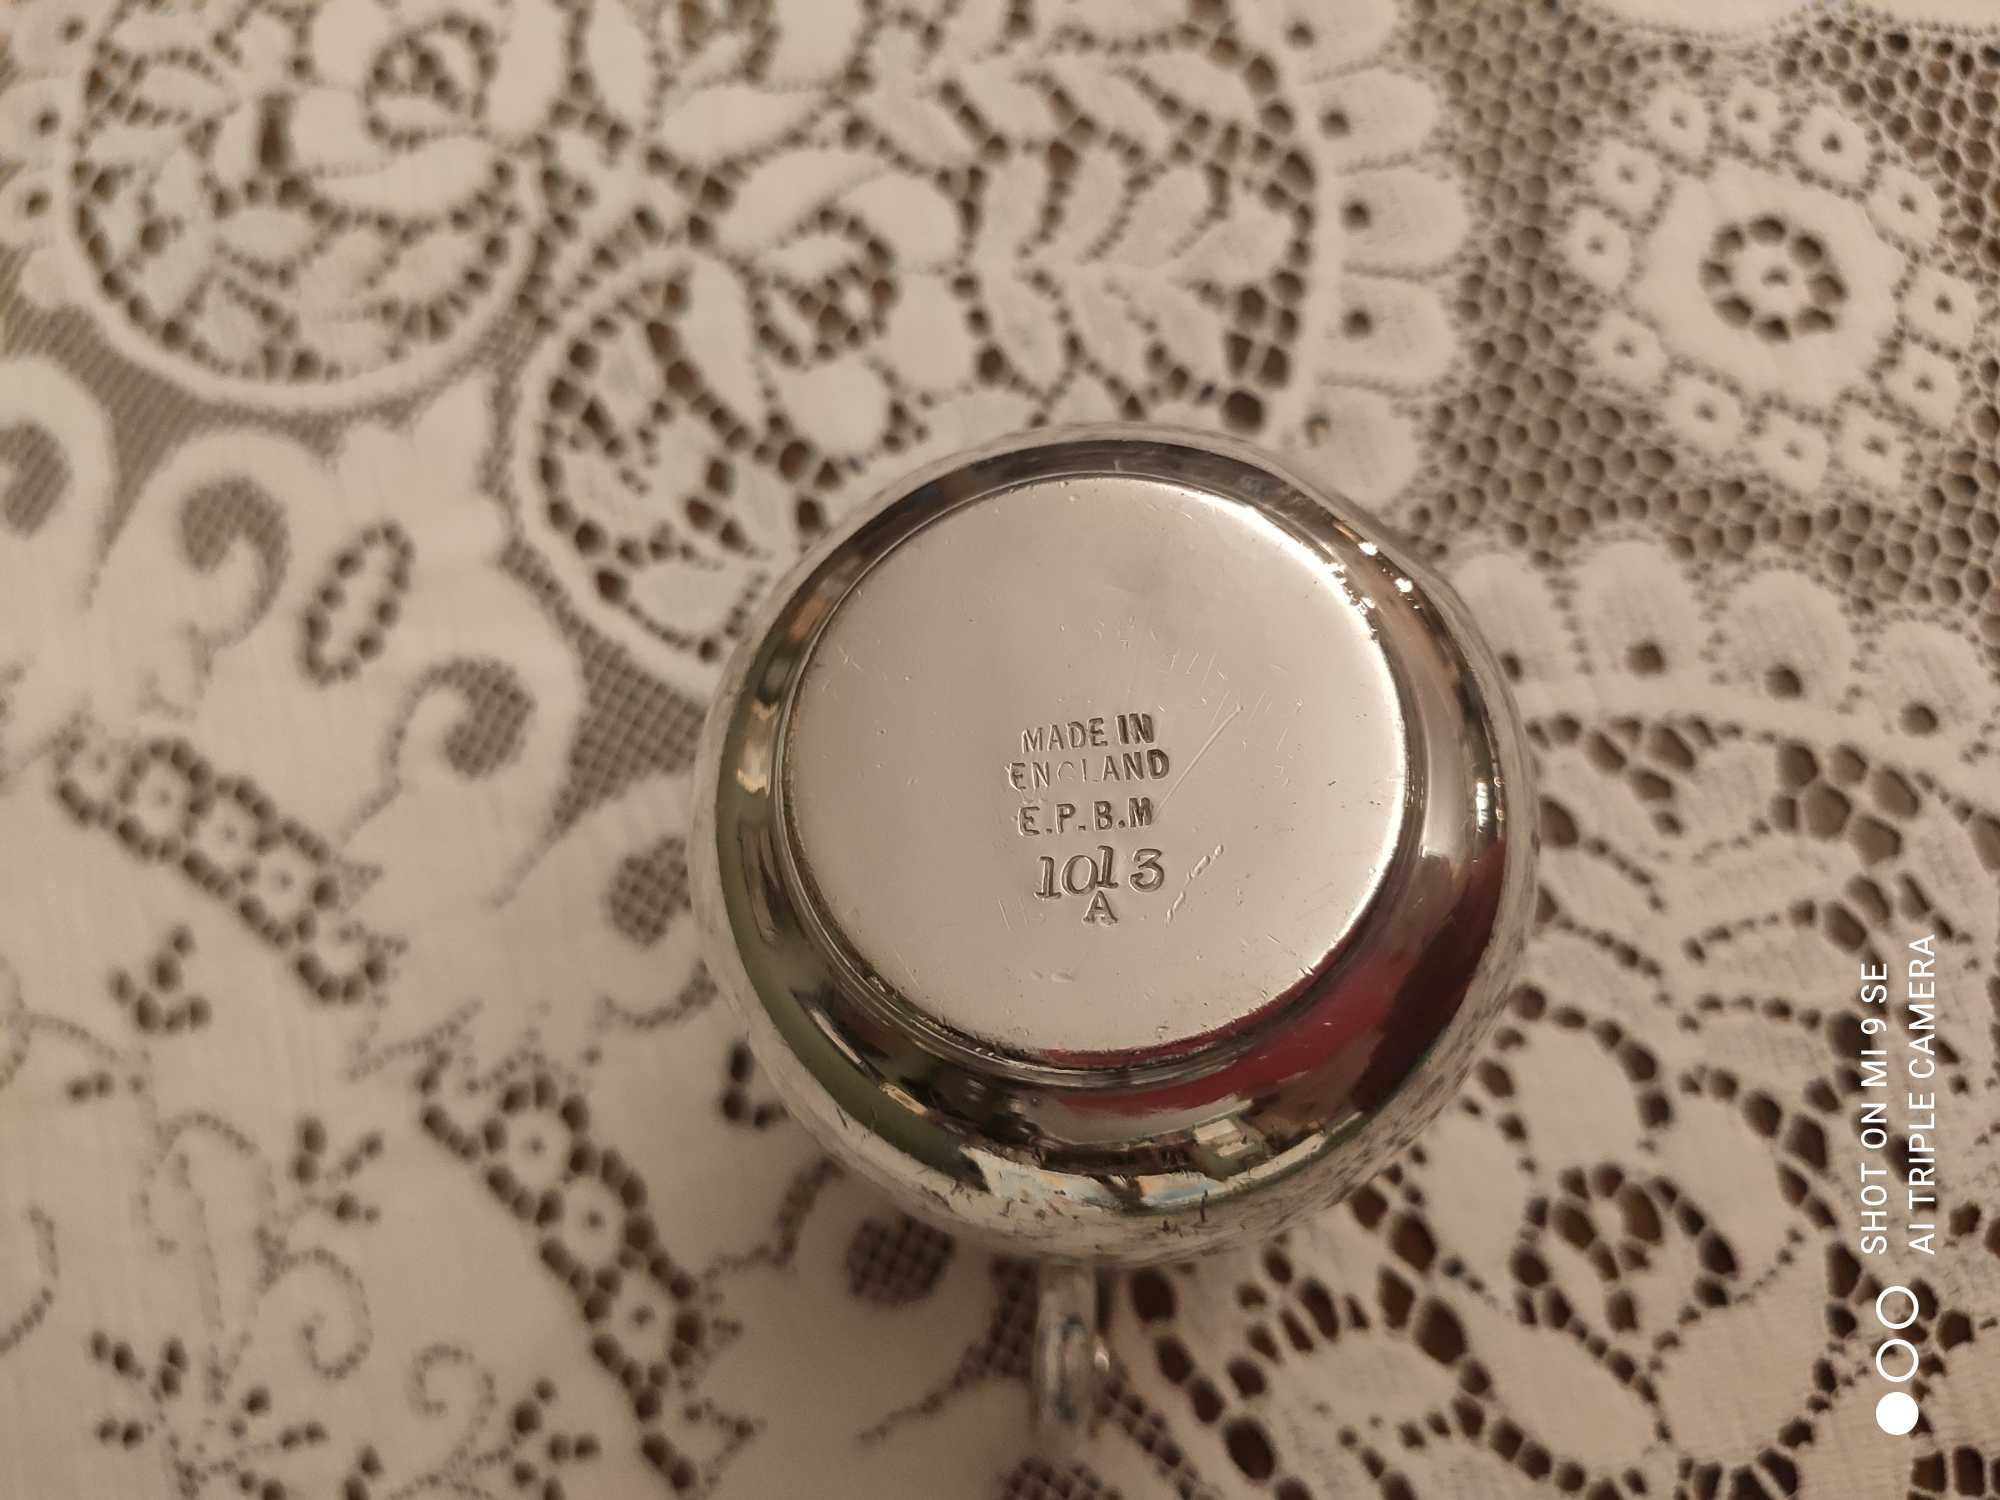 MADE IN
ENGLAND
E.P.B.M
1013
A
SHOT ON MI 9 SE
AI TRIPLE CAMERA